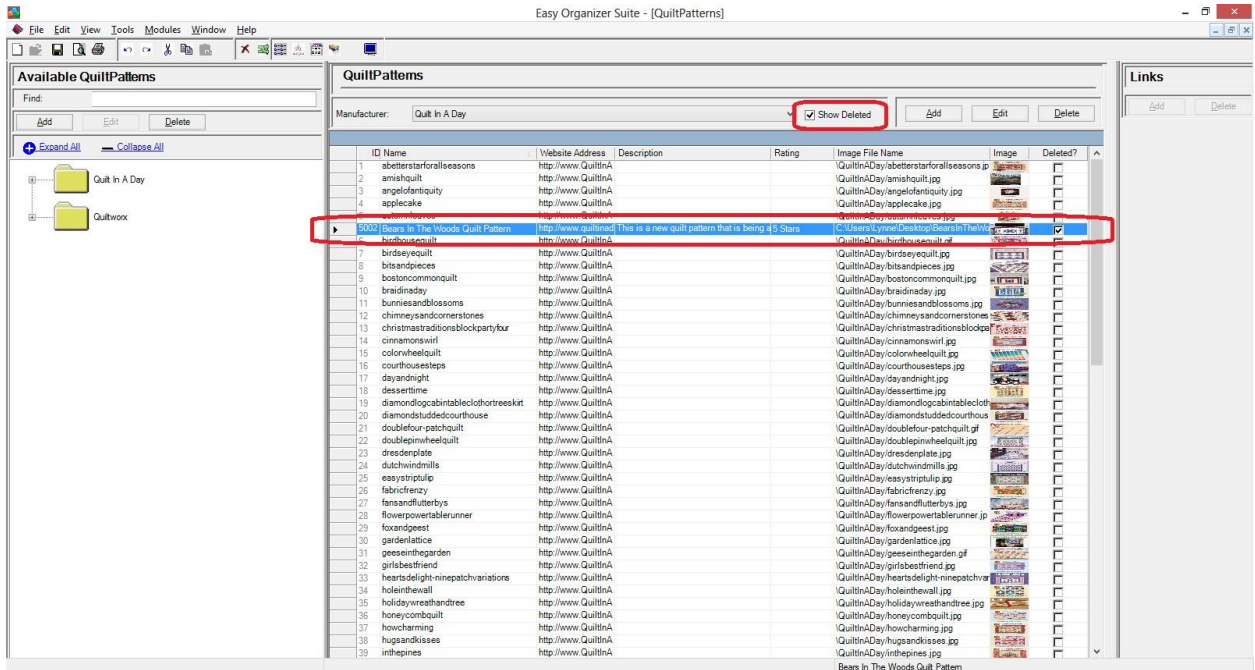 Easy Organizer Suite - [QuiltPatterns]
File Edit View Tools Modules Window Help
Available QuiltPatterns
Find:
Add Edit Delete
Expand All Collapse All
Quilt In A Day
Quiltworx
QuiltPatterns
Manufacturer: Quilt In A Day Show Deleted Add Edit Delete
ID Name Website Address Description Rating Image File Name Image Deleted?
1 abetterstarforallseasons http://www.QuiltInA \QuiltInADay/abetterstarforallseasons.jp
2 amishquilt http://www.QuiltInA \QuiltInADay/amishquilt.jpg
3 angelofantiquity http://www.QuiltInA \QuiltInADay/angelofantiquity.jpg
4 applecake http://www.QuiltInA \QuiltInADay/applecake.jpg
5002 Bears In The Woods Quilt Pattern http://www.quiltinad This is a new quilt pattern that is being a 5 Stars C:\Users\Lynne\Desktop\BearsInTheWo
birdhousequilt http://www.QuiltInA \QuiltInADay/birdhousequilt.gif
7 birdseyequilt http://www.QuiltInA \QuiltInADay/birdseyequilt.jpg
8 bitsandpieces http://www.QuiltInA \QuiltInADay/bitsandpieces.jpg
9 bostoncommonquilt http://www.QuiltInA \QuiltInADay/bostoncommonquilt.jpg
10 braidinaday http://www.QuiltInA \QuiltInADay/braidinaday.jpg
11 bunniesandblossoms http://www.QuiltInA \QuiltInADay/bunniesandblossoms.jpg
12 chimneysandcornerstones http://www.QuiltInA \QuiltInADay/chimneysandcornerstones
13 christmastraditionsblockpartyfour http://www.QuiltInA \QuiltInADay/christmastraditionsblockpa
14 cinnamonswirl http://www.QuiltInA \QuiltInADay/cinnamonswirl.jpg
15 colorwheelquilt http://www.QuiltInA \QuiltInADay/colorwheelquilt.jpg
16 courthousesteps http://www.QuiltInA \QuiltInADay/courthousesteps.jpg
17 dayandnight http://www.QuiltInA \QuiltInADay/dayandnight.jpg
18 desserttime http://www.QuiltInA \QuiltInADay/desserttime.jpg
19 diamondlogcabintableclothortreeskirt http://www.QuiltInA \QuiltInADay/diamondlogcabintablecloth
20 diamondstuddedcourthouse http://www.QuiltInA \QuiltInADay/diamondstuddedcourthous
21 doublefour-patchquilt http://www.QuiltInA \QuiltInADay/doublefour-patchquilt.gif
22 doublepinwheelquilt http://www.QuiltInA \QuiltInADay/doublepinwheelquilt.jpg
23 dresdenplate http://www.QuiltInA \QuiltInADay/dresdenplate.jpg
24 dutchwindmills http://www.QuiltInA \QuiltInADay/dutchwindmills.jpg
25 easystriptulip http://www.QuiltInA \QuiltInADay/easystriptulip.jpg
26 fabricfrenzy http://www.QuiltInA \QuiltInADay/fabricfrenzy.jpg
27 fansandflutterbys http://www.QuiltInA \QuiltInADay/fansandflutterbys.jpg
28 flowerpowertablerunner http://www.QuiltInA \QuiltInADay/flowerpowertablerunner.jp
29 foxandgeest http://www.QuiltInA \QuiltInADay/foxandgeest.jpg
30 gardenlattice http://www.QuiltInA \QuiltInADay/gardenlattice.jpg
31 geeseinthegarden http://www.QuiltInA \QuiltInADay/geeseinthegarden.gif
32 girlsbestfriend http://www.QuiltInA \QuiltInADay/girlsbestfriend.jpg
33 heartsdelight-ninepatchvariations http://www.QuiltInA \QuiltInADay/heartsdelight-ninepatchvar
34 holeinthewall http://www.QuiltInA \QuiltInADay/holeinthewall.jpg
35 holidaywreathandtree http://www.QuiltInA \QuiltInADay/holidaywreathandtree.jpg
36 honeycombquilt http://www.QuiltInA \QuiltInADay/honeycombquilt.jpg
37 howcharming http://www.QuiltInA \QuiltInADay/howcharming.jpg
38 hugsandkisses http://www.QuiltInA \QuiltInADay/hugsandkisses.jpg
39 inthepines http://www.QuiltInA \QuiltInADay/inthepines.jpg
Bears In The Woods Quilt Pattern
Links
Add Delete